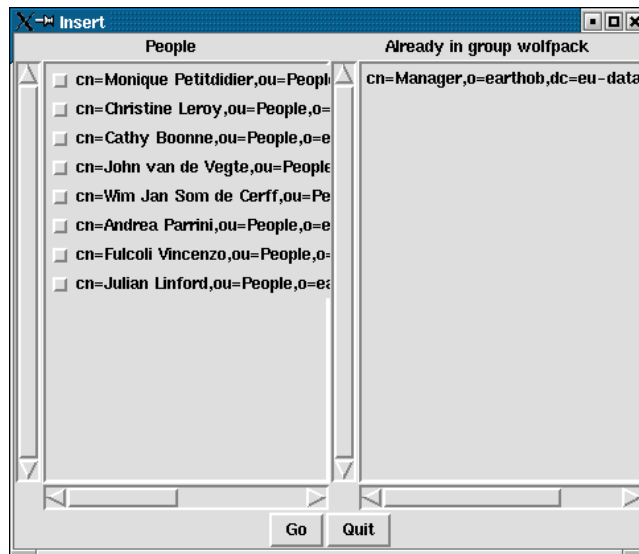 Insert
People
Already in group wolfpack
cn=Monique Petitdidier,ou=Peopl
cn=Christine Leroy,ou=People,o=
cn=Cathy Boonne,ou=People,o=e
cn=John van de Vegte,ou=People
cn=Wim Jan Som de Cerff,ou=Pe
cn=Andrea Parrini,ou=People,o=e
cn=Fulcoli Vincenzo,ou=People,o=
cn=Julian Linford,ou=People,o=ea
cn=Manager,o=earthob,dc=eu-data
Go
Quit